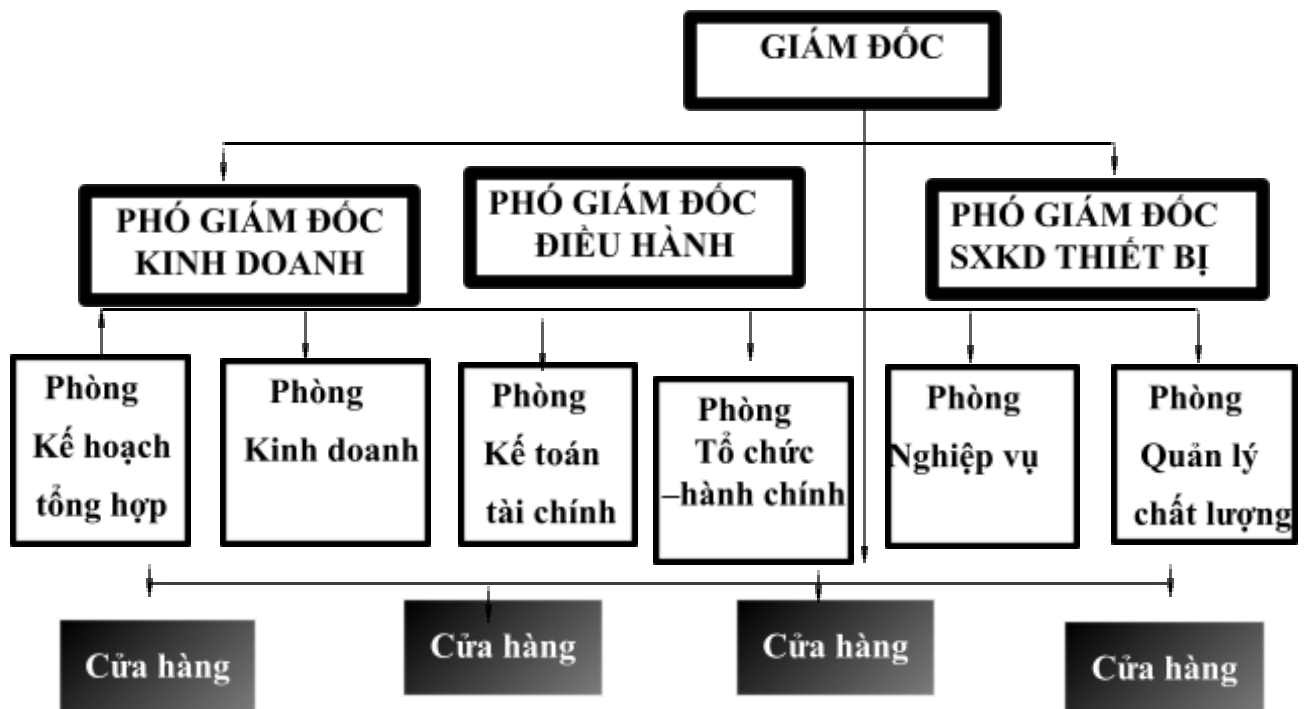 GIÁM ĐỐC
PHÓ GIÁM ĐỐC
KINH DOANH
PHÓ GIÁM ĐỐC
ĐIỀU HÀNH
PHÓ GIÁM ĐỐC
SXKD THIẾT BỊ
Phòng
Kế hoạch
tổng hợp
Phòng
Kinh doanh
Phòng
Kế toán
tài chính
Phòng
Tổ chức
–hành chính
Phòng
Nghiệp vụ
Phòng
Quản lý
chất lượng
Cửa hàng
Cửa hàng
Cửa hàng
Cửa hàng